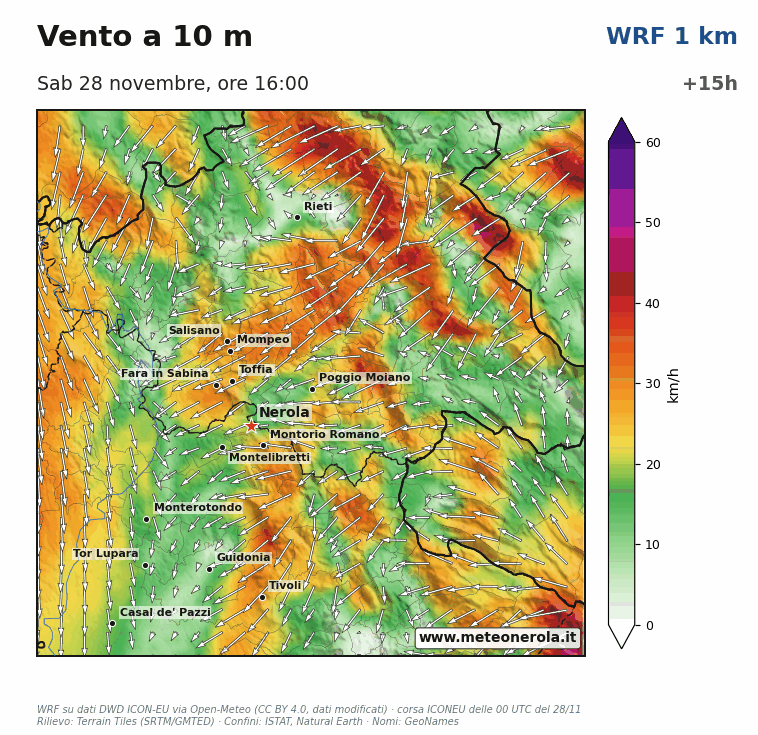 Vento a 10 m
WRF 1 km
Sab 28 novembre, ore 16:00
+15h
Rieti
Salisano
Mompeo
Fara in Sabina
Toffia
Poggio Moiano
Nerola
Montorio Romano
Montelibretti
Monterotondo
Tor Lupara
Guidonia
Tivoli
Casal de' Pazzi
www.meteonerola.it
60
50
40
30
20
10
0
km/h
WRF su dati DWD ICON-EU via Open-Meteo (CC BY 4.0, dati modificati) · corsa ICONEU delle 00 UTC del 28/11
Rilievo: Terrain Tiles (SRTM/GMTED) · Confini: ISTAT, Natural Earth · Nomi: GeoNames